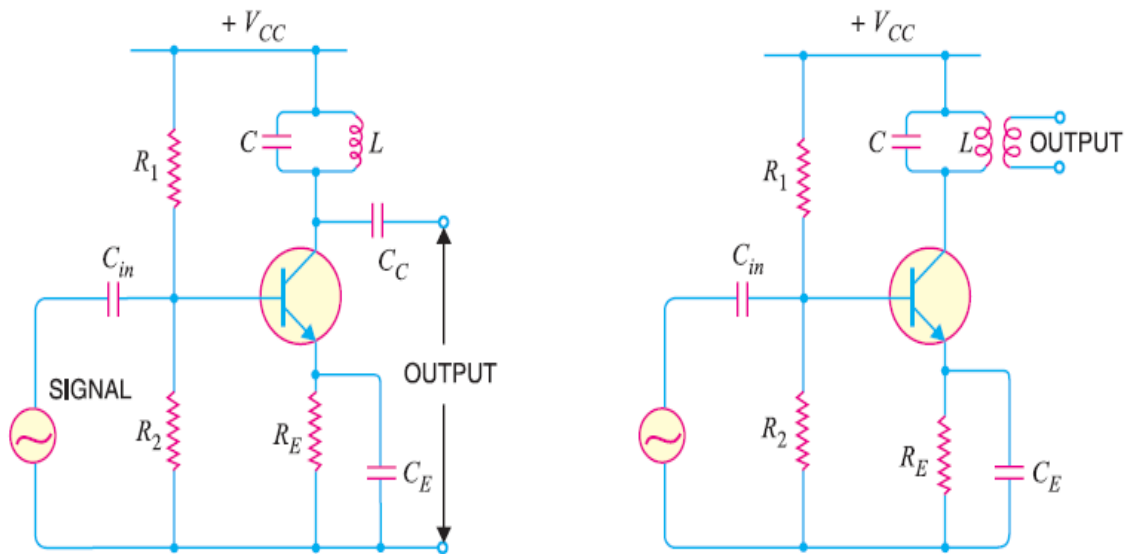 + V_CC
C
L
R_1
C_C
C_in
OUTPUT
SIGNAL
R_2
R_E
C_E
+ V_CC
C
L
OUTPUT
R_1
C_in
R_2
R_E
C_E